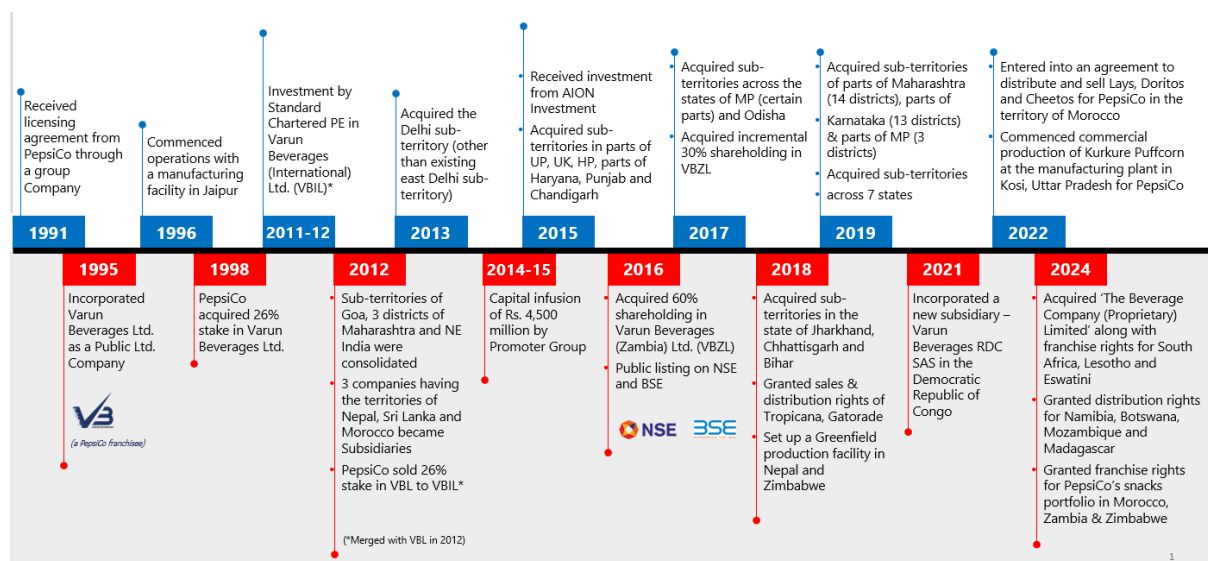 Received
licensing
agreement from
PepsiCo through
a group
Company
1991
Commenced
operations with
a manufacturing
facility in Jaipur
1996
Investment by
Standard
Chartered PE in
Varun
Beverages
(International)
Ltd. (VBIL)*
2011-12
Acquired the
Delhi sub-
territory (other
than existing
east Delhi sub-
territory)
2013
• Received investment
from AION
Investment
• Acquired sub-
territories in parts of
UP, UK, HP, parts of
Haryana, Punjab and
Chandigarh
2015
• Acquired sub-
territories across the
states of MP (certain
parts) and Odisha
• Acquired incremental
30% shareholding in
VBZL
2017
• Acquired sub-territories
of parts of Maharashtra
(14 districts), parts of
• Karnataka (13 districts)
& parts of MP (3
districts)
• Acquired sub-territories
• across 7 states
2019
• Entered into an agreement to
distribute and sell Lays, Doritos
and Cheetos for PepsiCo in the
territory of Morocco
• Commenced commercial
production of Kurkure Puffcorn
at the manufacturing plant in
Kosi, Uttar Pradesh for PepsiCo
2022
1995
Incorporated
Varun
Beverages Ltd.
as a Public Ltd.
Company
VB
(a PepsiCo franchisee)
1998
PepsiCo
acquired 26%
stake in Varun
Beverages Ltd.
2012
• Sub-territories of
Goa, 3 districts of
Maharashtra and NE
India were
consolidated
• 3 companies having
the territories of
Nepal, Sri Lanka and
Morocco became
Subsidiaries
• PepsiCo sold 26%
stake in VBL to VBIL*
(*Merged with VBL in 2012)
2014-15
Capital infusion
of Rs. 4,500
million by
Promoter Group
2016
• Acquired 60%
shareholding in
Varun Beverages
(Zambia) Ltd. (VBZL)
• Public listing on NSE
and BSE
NSE
BSE
2018
• Acquired sub-
territories in the
state of Jharkhand,
Chhattisgarh and
Bihar
• Granted sales &
distribution rights of
Tropicana, Gatorade
• Set up a Greenfield
production facility in
Nepal and
Zimbabwe
2021
Incorporated a
new subsidiary –
Varun
Beverages RDC
SAS in the
Democratic
Republic of
Congo
2024
• Acquired ‘The Beverage
Company (Proprietary)
Limited’ along with
franchise rights for South
Africa, Lesotho and
Eswatini
• Granted distribution rights
for Namibia, Botswana,
Mozambique and
Madagascar
• Granted franchise rights
for PepsiCo’s snacks
portfolio in Morocco,
Zambia & Zimbabwe
1